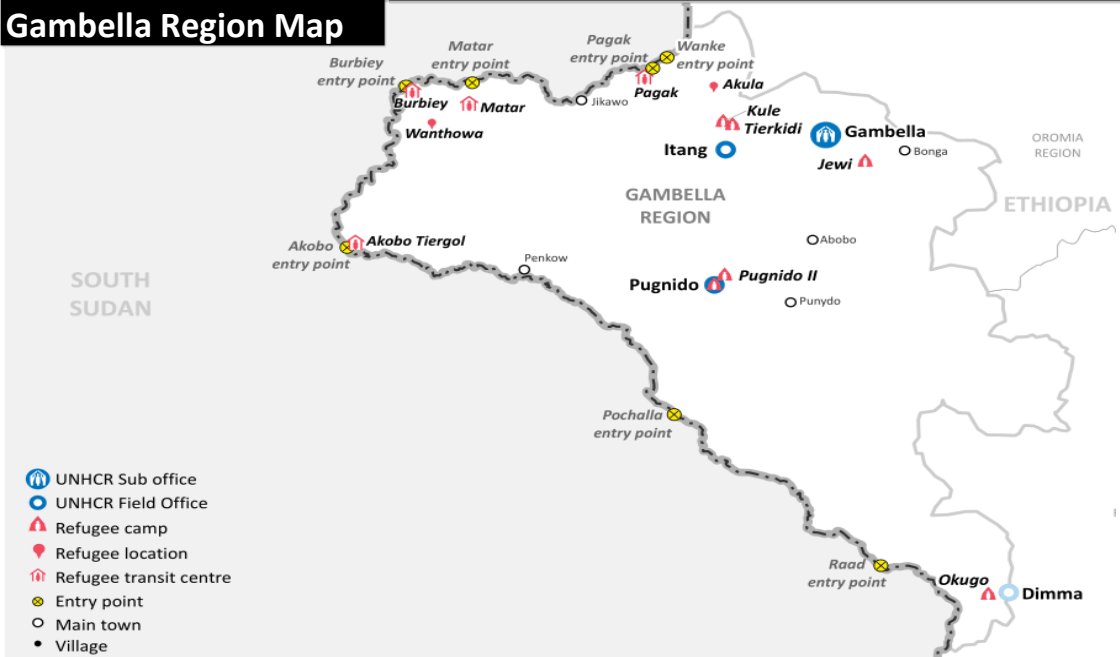 Gambella Region Map
Burbiey
entry point
Matar
entry point
Pagak
entry point
Wanke
entry point
Burbiey
Matar
Wanthowa
Jikawo
Pagak
Akula
Kule
Tierkidi
Itang
Gambella
Jewi
Bonga
OROMIA
REGION
ETHIOPIA
GAMBELLA
REGION
Akobo
entry point
Akobo Tiergol
Penkow
Abobo
SOUTH
SUDAN
Pugnido
Pugnido II
Punydo
Pochalla
entry point
Raad
entry point
Okugo
Dimma
UNHCR Sub office
UNHCR Field Office
Refugee camp
Refugee location
Refugee transit centre
Entry point
Main town
Village